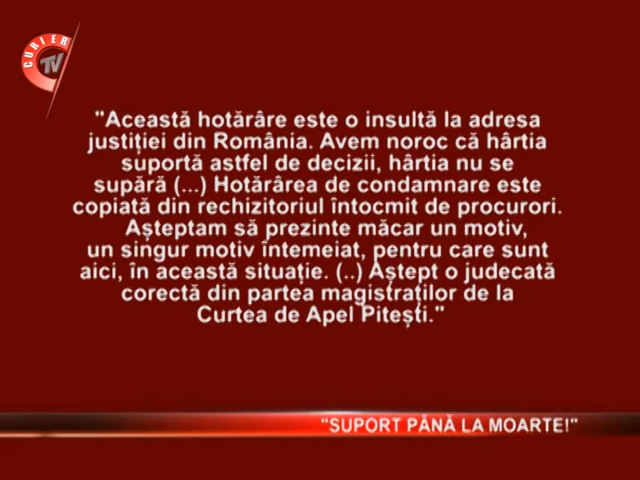 CURIER
TV
"Această hotărâre este o insultă la adresa
justiției din România. Avem noroc că hârtia
suportă astfel de decizii, hârtia nu se
supără (...) Hotărârea de condamnare este
copiată din rechizitoriul întocmit de procurori.
Așteptam să prezinte măcar un motiv,
un singur motiv întemeiat, pentru care sunt
aici, în această situație. (..) Aștept o judecată
corectă din partea magistraților de la
Curtea de Apel Pitești."
"SUPORT PÂNĂ LA MOARTE!"